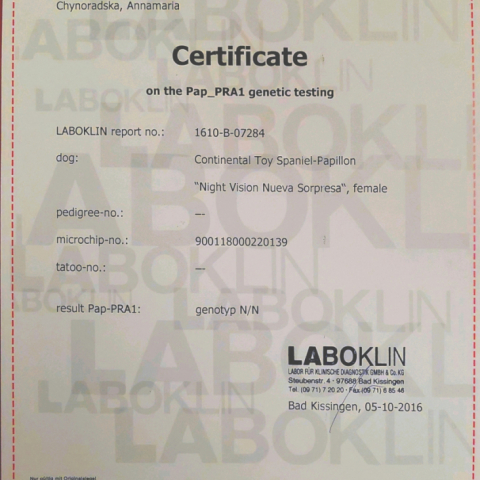 Chynoradska, Annamaria
Certificate
on the Pap_PRA1 genetic testing
LABOKLIN report no.: 1610-B-07284
dog: Continental Toy Spaniel-Papillon
"Night Vision Nueva Sorpresa“, female
pedigree-no.: ---
microchip-no.: 900118000220139
tatoo-no.: ---
result Pap-PRA1: genotyp N/N
LABOKLIN
LABOR FÜR KLINISCHE DIAGNOSTIK GMBH & Co.KG
Steubenstr. 4 · 97688 Bad Kissingen
Tel. (09 71) 7 20 20 · Fax (09 71) 6 85 46
Bad Kissingen, 05-10-2016